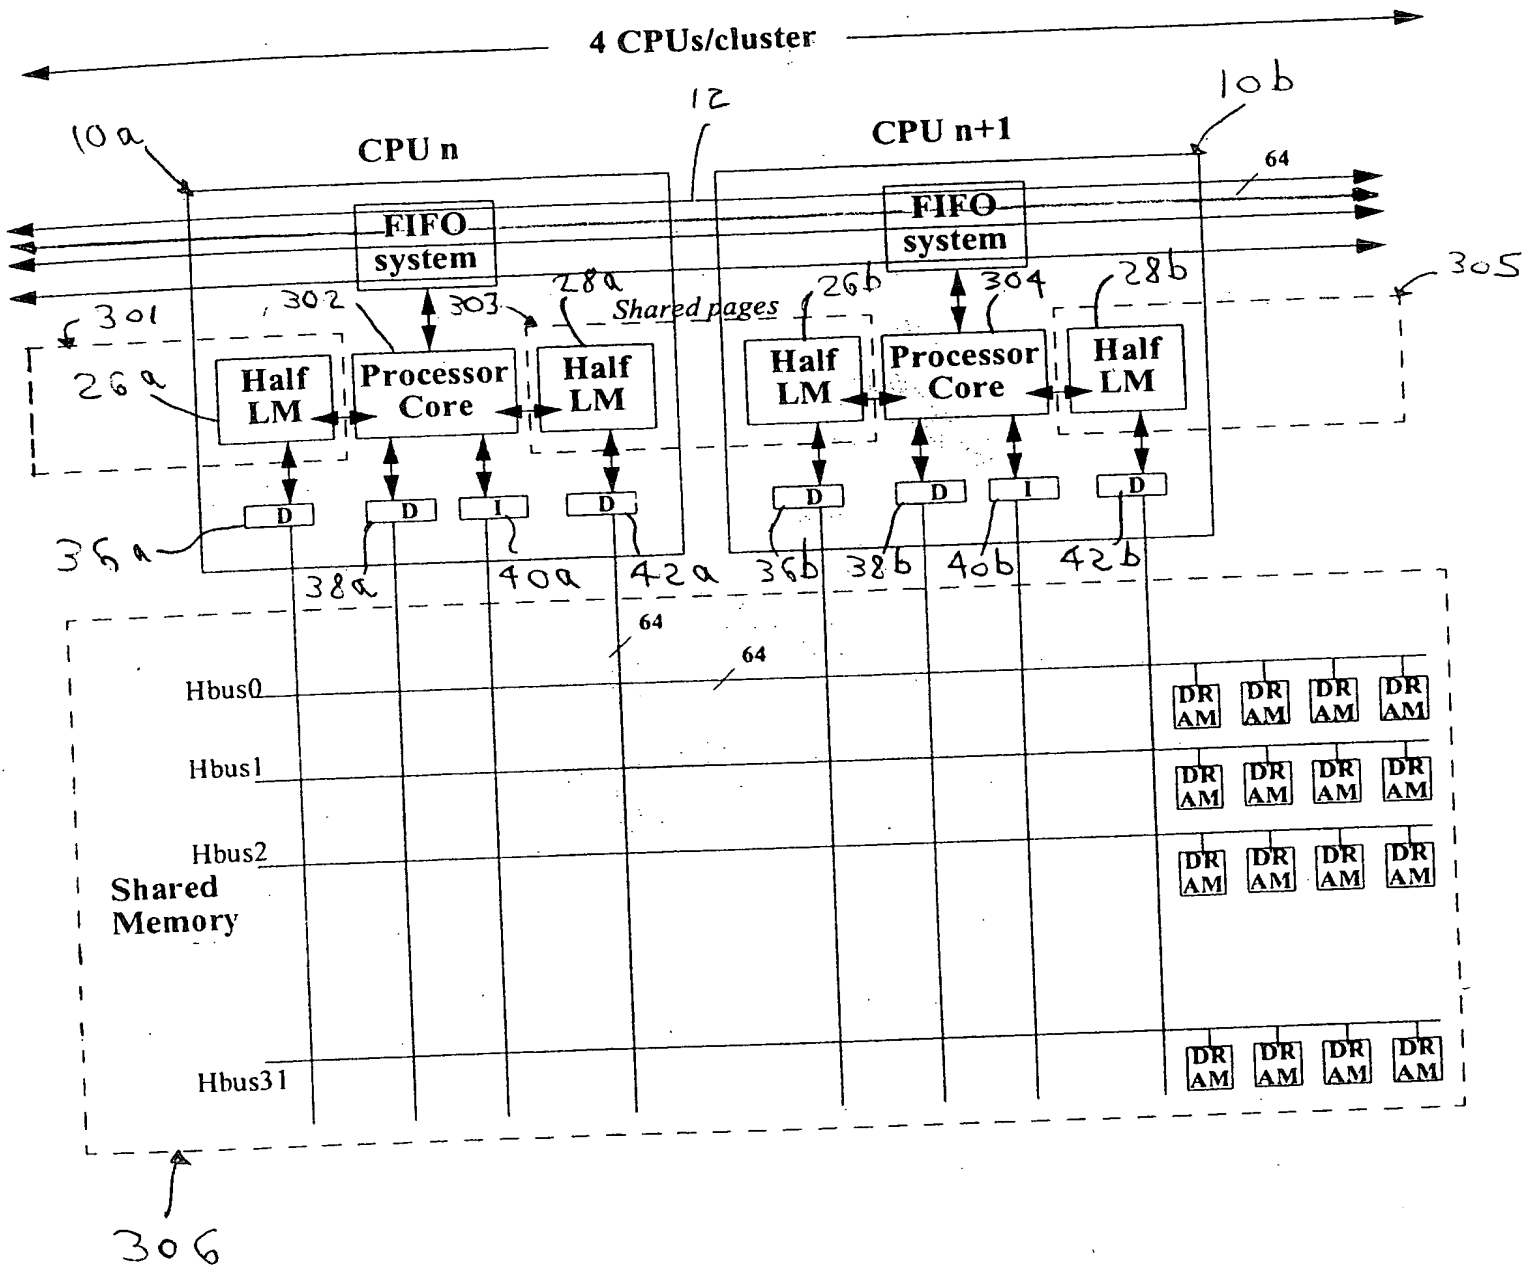 4 CPUs/cluster
12
10b
10a
CPU n
CPU n+1
64
FIFO
system
FIFO
system
301
302
303
28a
Shared pages
26b
304
28b
305
26a
Half
LM
Processor
Core
Half
LM
Half
LM
Processor
Core
Half
LM
D
D
I
D
D
D
I
D
36a
38a
40a
42a
36b
38b
40b
42b
64
64
Hbus0
DR
AM
DR
AM
DR
AM
DR
AM
Hbus1
DR
AM
DR
AM
DR
AM
DR
AM
Hbus2
DR
AM
DR
AM
DR
AM
DR
AM
Shared
Memory
Hbus31
DR
AM
DR
AM
DR
AM
DR
AM
306